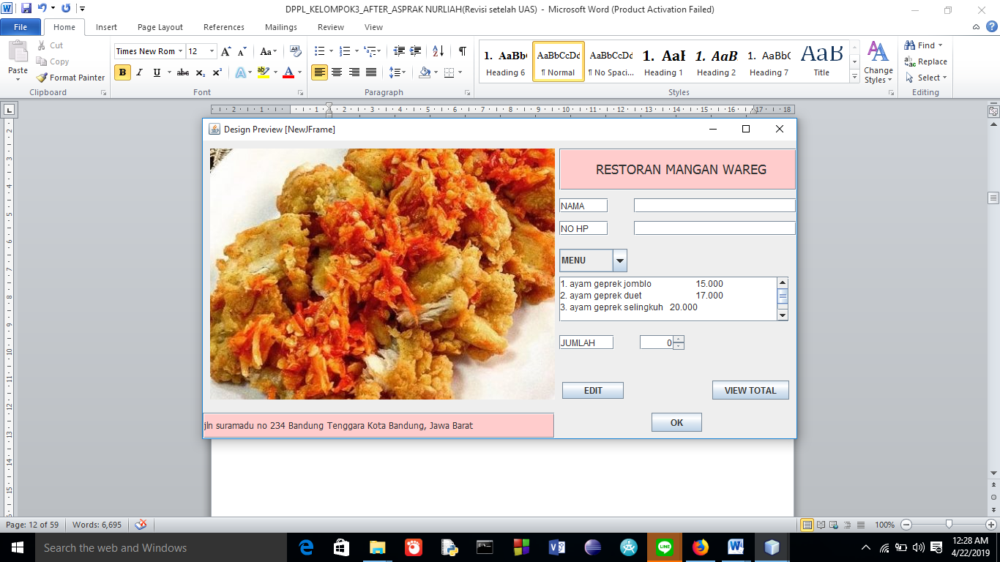 DPPL_KELOMPOK3_AFTER_ASPRAK NURLIAH(Revisi setelah UAS) - Microsoft Word (Product Activation Failed)
File Home Insert Page Layout References Mailings Review View
Paste
Cut
Copy
Format Painter
Clipboard
Times New Rom 12
Font
Paragraph
1. AaBb( AaBbCcDd AaBbCcDd 1. AaB 1. AaB 1. AaBbC AaB
Heading 6 ¶ Normal ¶ No Spaci... Heading 1 Heading 2 Heading 7 Title
Change Styles
Styles
Find
Replace
Select
Editing
2 1 1 2 3 4 5 6 7 8 9 10 11 12 13 14 15 16 17 18
Design Preview [NewJFrame]
RESTORAN MANGAN WAREG
NAMA
NO HP
MENU
1. ayam geprek jomblo 15.000
2. ayam geprek duet 17.000
3. ayam geprek selingkuh 20.000
JUMLAH 0
EDIT VIEW TOTAL
OK
jln suramadu no 234 Bandung Tenggara Kota Bandung, Jawa Barat
Page: 12 of 59 Words: 6,695 100%
Search the web and Windows
LINE
12:28 AM
4/22/2019